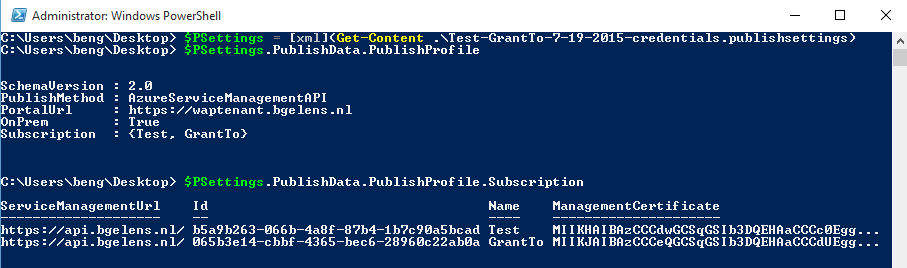 Administrator: Windows PowerShell
C:\Users\beng\Desktop> $PSettings = [xml](Get-Content .\Test-GrantTo-7-19-2015-credentials.publishsettings)
C:\Users\beng\Desktop> $PSettings.PublishData.PublishProfile
SchemaVersion : 2.0
PublishMethod : AzureServiceManagementAPI
PortalUrl : https://waptenant.bgelens.nl
OnPrem : True
Subscription : {Test, GrantTo}
C:\Users\beng\Desktop> $PSettings.PublishData.PublishProfile.Subscription
ServiceManagementUrl Id Name ManagementCertificate
-------------------- -- ---- ---------------------
https://api.bgelens.nl/ b5a9b263-066b-4a8f-87b4-1b7c90a5bcad Test MIIKHAIBAzCCCdwGCSqGSIb3DQEHAaCCCc0Egg...
https://api.bgelens.nl/ 065b3e14-cbbf-4365-bec6-28960c22ab0a GrantTo MIIKJAIBAzCCCeQGCSqGSIb3DQEHAaCCCdUEgg...